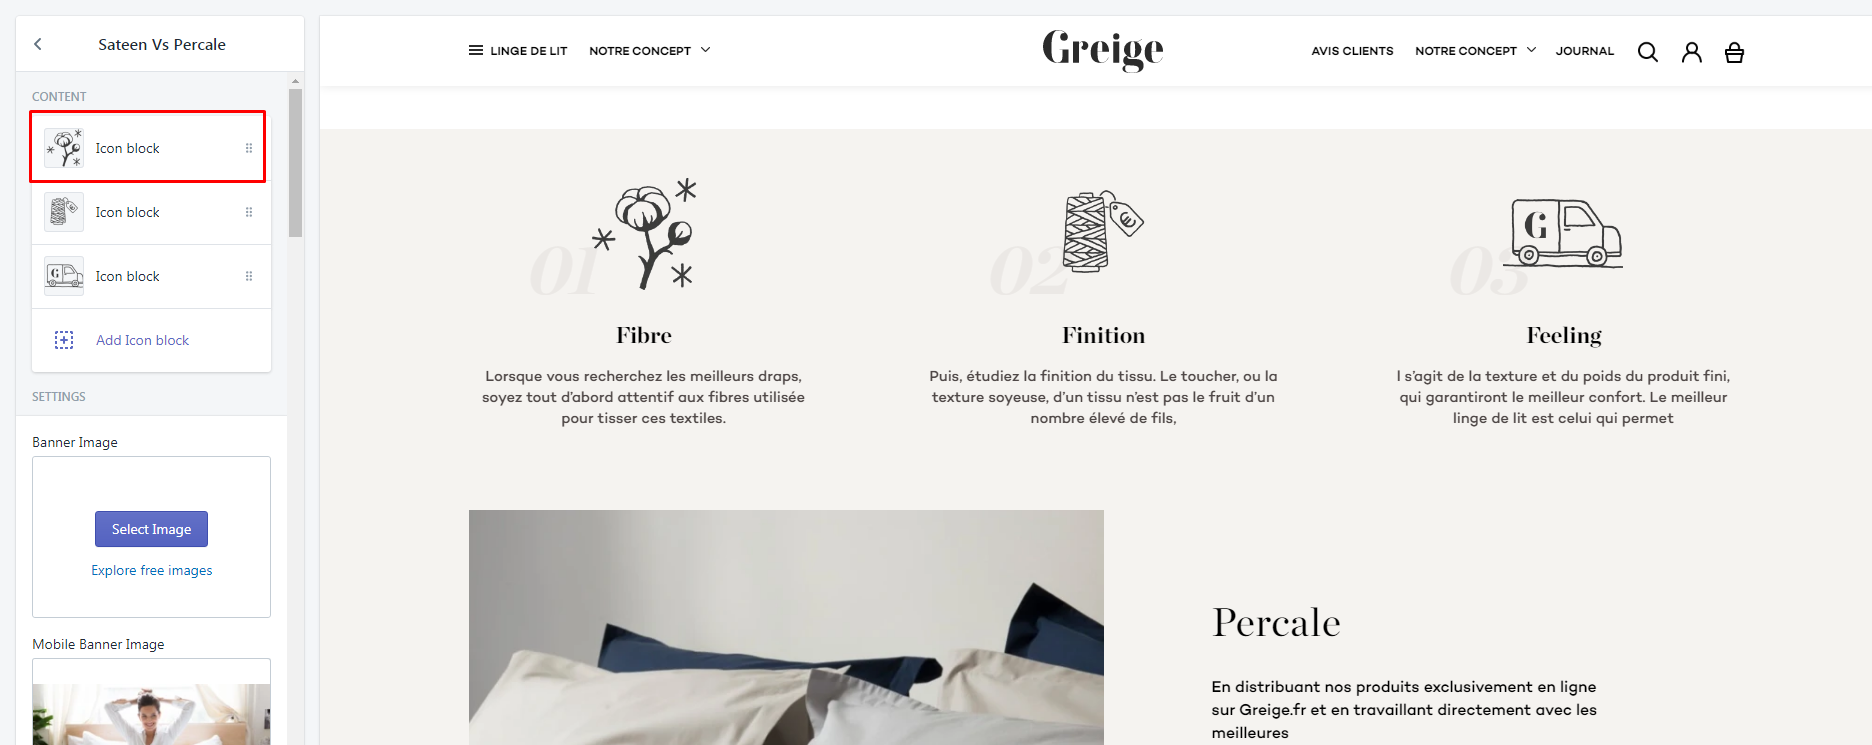 Sateen Vs Percale
CONTENT
Icon block
Icon block
Icon block
Add Icon block
SETTINGS
Banner Image
Select Image
Explore free images
Mobile Banner Image
LINGE DE LIT NOTRE CONCEPT
Greige
AVIS CLIENTS NOTRE CONCEPT JOURNAL
01
Fibre
Lorsque vous recherchez les meilleurs draps,
soyez tout d’abord attentif aux fibres utilisée
pour tisser ces textiles.
02
€
Finition
Puis, étudiez la finition du tissu. Le toucher, ou la
texture soyeuse, d’un tissu n’est pas le fruit d’un
nombre élevé de fils,
03
G
Feeling
l s’agit de la texture et du poids du produit fini,
qui garantiront le meilleur confort. Le meilleur
linge de lit est celui qui permet
Percale
En distribuant nos produits exclusivement en ligne
sur Greige.fr et en travaillant directement avec les
meilleures